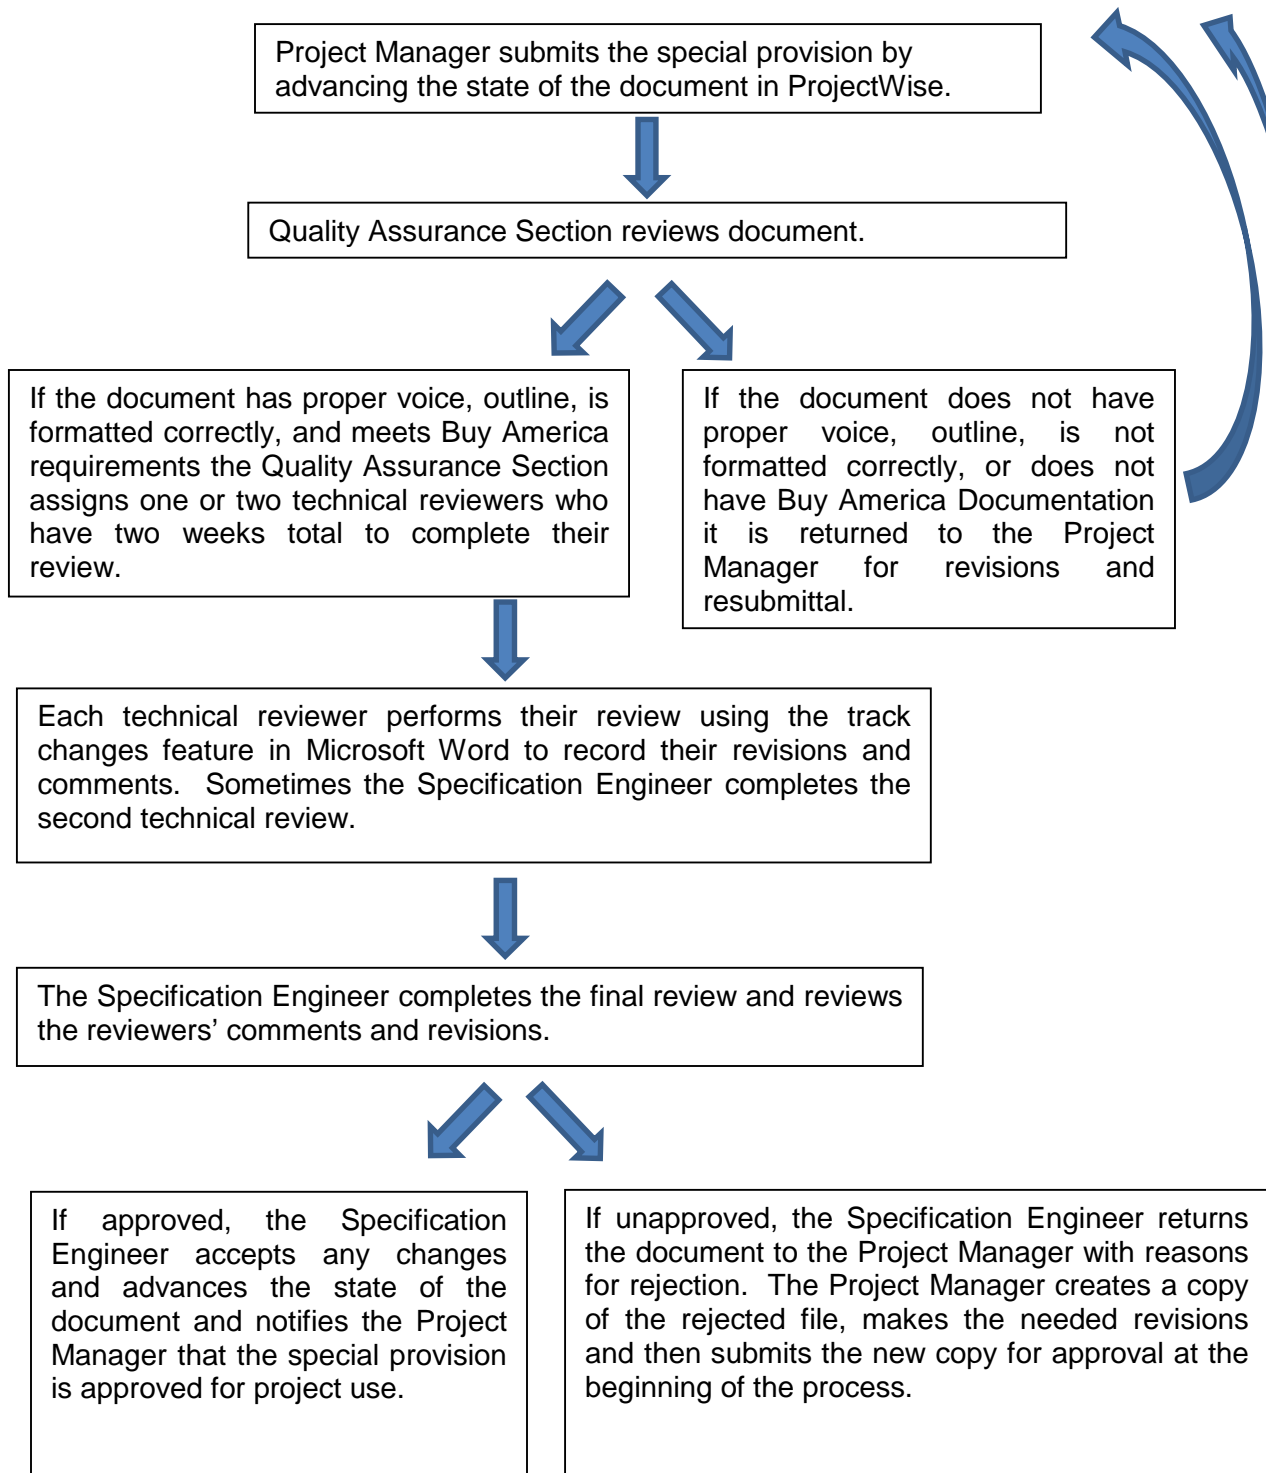 Project Manager submits the special provision by
advancing the state of the document in ProjectWise.
Quality Assurance Section reviews document.
If the document has proper voice, outline, is
formatted correctly, and meets Buy America
requirements the Quality Assurance Section
assigns one or two technical reviewers who
have two weeks total to complete their
review.
If the document does not have
proper voice, outline, is not
formatted correctly, or does not
have Buy America Documentation
it is returned to the Project
Manager for revisions and
resubmittal.
Each technical reviewer performs their review using the track
changes feature in Microsoft Word to record their revisions and
comments. Sometimes the Specification Engineer completes the
second technical review.
The Specification Engineer completes the final review and reviews
the reviewers’ comments and revisions.
If approved, the Specification
Engineer accepts any changes
and advances the state of the
document and notifies the Project
Manager that the special provision
is approved for project use.
If unapproved, the Specification Engineer returns
the document to the Project Manager with reasons
for rejection. The Project Manager creates a copy
of the rejected file, makes the needed revisions
and then submits the new copy for approval at the
beginning of the process.